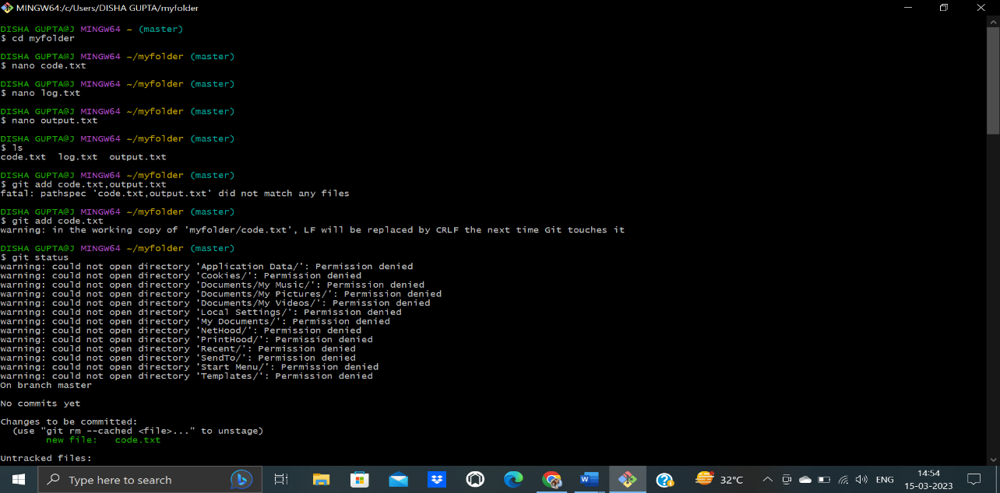 MINGW64:/c/Users/DISHA GUPTA/myfolder
DISHA GUPTA@J MINGW64 ~ (master)
$ cd myfolder
DISHA GUPTA@J MINGW64 ~/myfolder (master)
$ nano code.txt
DISHA GUPTA@J MINGW64 ~/myfolder (master)
$ nano log.txt
DISHA GUPTA@J MINGW64 ~/myfolder (master)
$ nano output.txt
DISHA GUPTA@J MINGW64 ~/myfolder (master)
$ ls
code.txt  log.txt  output.txt
DISHA GUPTA@J MINGW64 ~/myfolder (master)
$ git add code.txt,output.txt
fatal: pathspec 'code.txt,output.txt' did not match any files
DISHA GUPTA@J MINGW64 ~/myfolder (master)
$ git add code.txt
warning: in the working copy of 'myfolder/code.txt', LF will be replaced by CRLF the next time Git touches it
DISHA GUPTA@J MINGW64 ~/myfolder (master)
$ git status
warning: could not open directory 'Application Data/': Permission denied
warning: could not open directory 'Cookies/': Permission denied
warning: could not open directory 'Documents/My Music/': Permission denied
warning: could not open directory 'Documents/My Pictures/': Permission denied
warning: could not open directory 'Documents/My Videos/': Permission denied
warning: could not open directory 'Local Settings/': Permission denied
warning: could not open directory 'My Documents/': Permission denied
warning: could not open directory 'NetHood/': Permission denied
warning: could not open directory 'PrintHood/': Permission denied
warning: could not open directory 'Recent/': Permission denied
warning: could not open directory 'SendTo/': Permission denied
warning: could not open directory 'Start Menu/': Permission denied
warning: could not open directory 'Templates/': Permission denied
On branch master
No commits yet
Changes to be committed:
(use "git rm --cached <file>..." to unstage)
new file:   code.txt
Untracked files:
Type here to search
32°C
ENG
14:54
15-03-2023